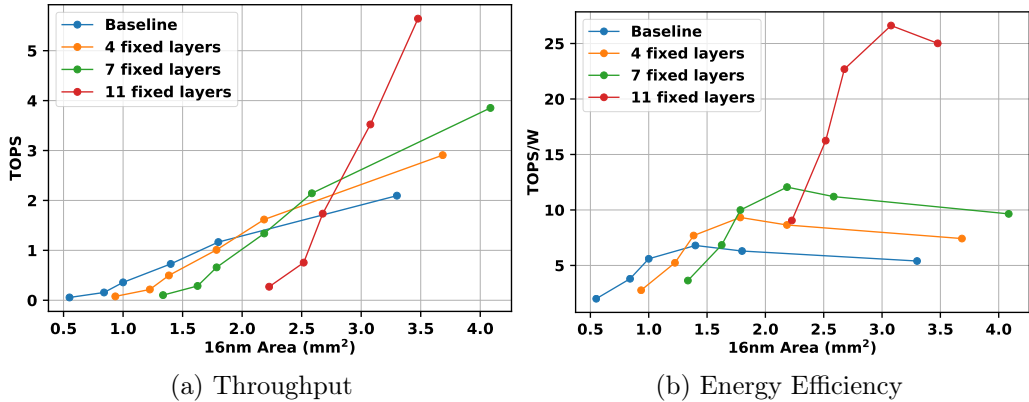 Baseline
4 fixed layers
7 fixed layers
11 fixed layers
TOPS
5
4
3
2
1
0
0.5 1.0 1.5 2.0 2.5 3.0 3.5 4.0
16nm Area (mm²)
(a) Throughput
Baseline
4 fixed layers
7 fixed layers
11 fixed layers
TOPS/W
25
20
15
10
5
0.5 1.0 1.5 2.0 2.5 3.0 3.5 4.0
16nm Area (mm²)
(b) Energy Efficiency